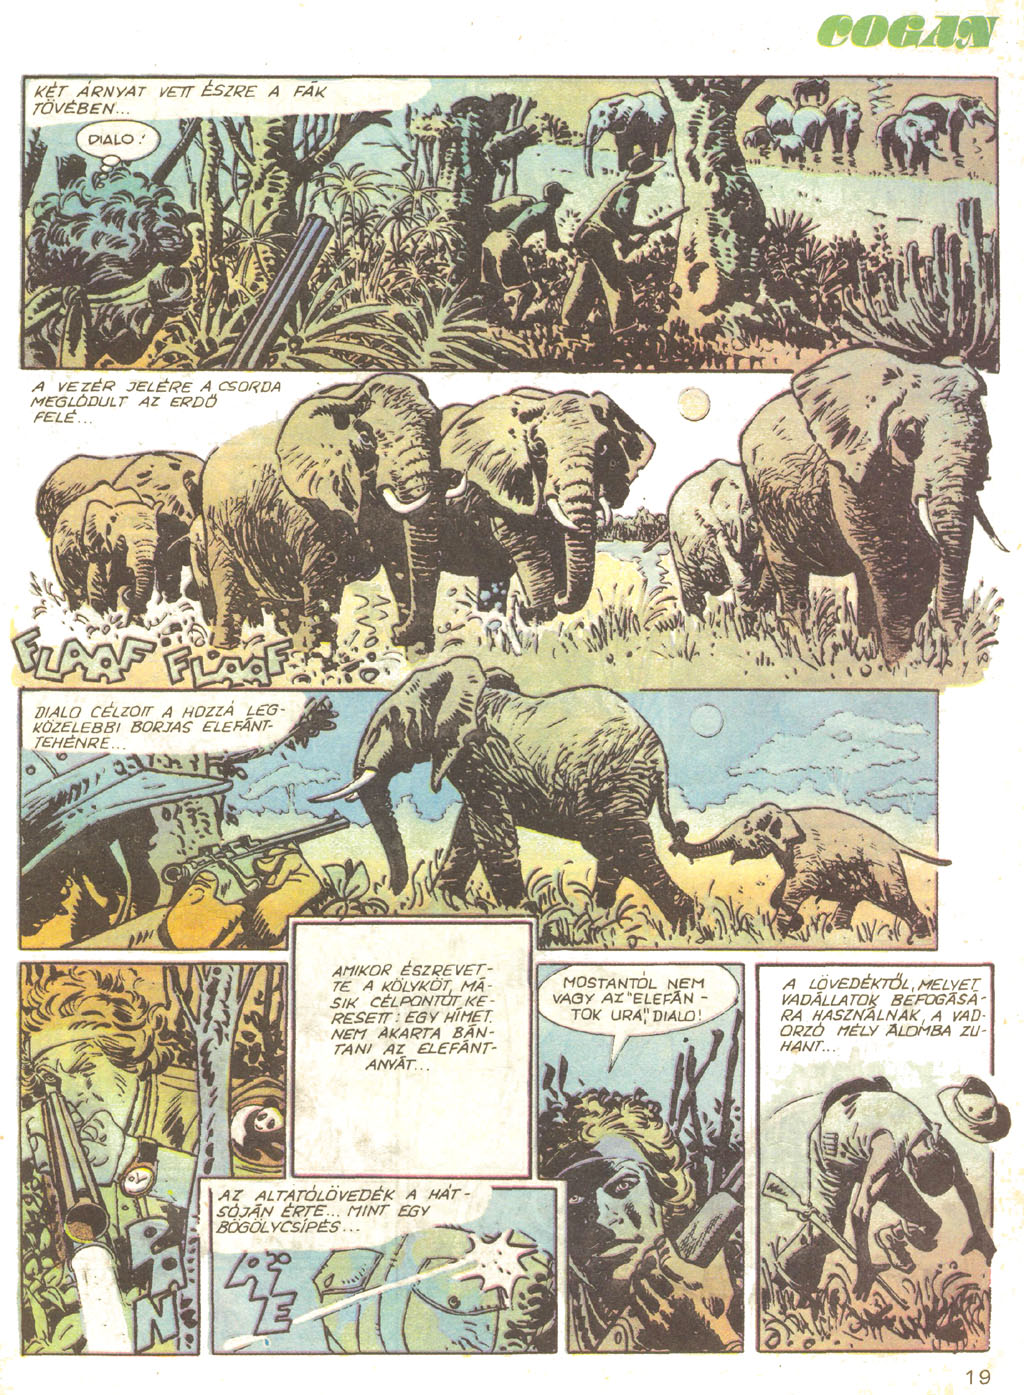 COGAN
KÉT ÁRNYAT VETT ÉSZRE A FÁK
TÖVÉBEN...
DIALO!
A VEZÉR JELÉRE A CSORDA
MEGLÓDULT AZ ERDŐ
FELÉ...
FLAAF FLAAF
DIALO CÉLZOTT A HOZZÁ LEG-
KÖZELEBBI BORJAS ELEFÁNT-
TEHÉNRE...
AMIKOR ÉSZREVET-
TE A KÖLYKÖT, MÁ-
SIK CÉLPONTOT KE-
RESETT: EGY HÍMET.
NEM AKARTA BÁN-
TANI AZ ELEFÁNT-
ANYÁT...
BAN
AZ ALTATÓLÖVEDÉK A HÁT-
SÓJÁN ÉRTE... MINT EGY
BÖGÖLYCSÍPÉS...
MOSTANTÓL NEM
VAGY AZ "ELEFÁN-
TOK URA", DIALO!
A LÖVEDÉKTŐL, MELYET
VADÁLLATOK BEFOGÁSÁ-
RA HASZNÁLNAK, A VAD-
ORZÓ MÉLY ÁLOMBA ZU-
HANT...
19